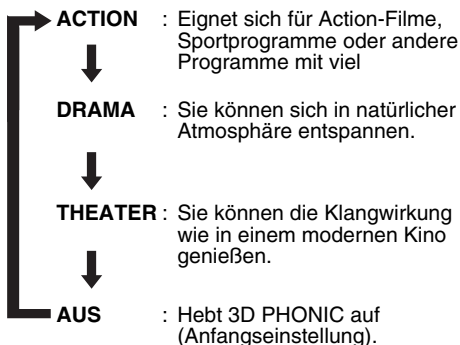 ACTION : Eignet sich für Action-Filme,
Sportprogramme oder andere
Programme mit viel
DRAMA : Sie können sich in natürlicher
Atmosphäre entspannen.
THEATER : Sie können die Klangwirkung
wie in einem modernen Kino
genießen.
AUS : Hebt 3D PHONIC auf
(Anfangseinstellung).